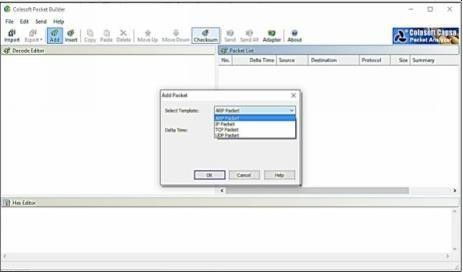 Colasoft Packet Builder
File Edit Send Help
Import Export Add Insert Copy Paste Delete Move Up Move Down Checksum Send Send All Adapter About
Colasoft Capsa
Packet Analyzer
Decode Editor
Packet List
No. Delta Time Source Destination Protocol Size Summary
Add Packet
Select Template: ARP Packet
ARP Packet
IP Packet
TCP Packet
Delta Time: UDP Packet
OK Cancel Help
Hex Editor